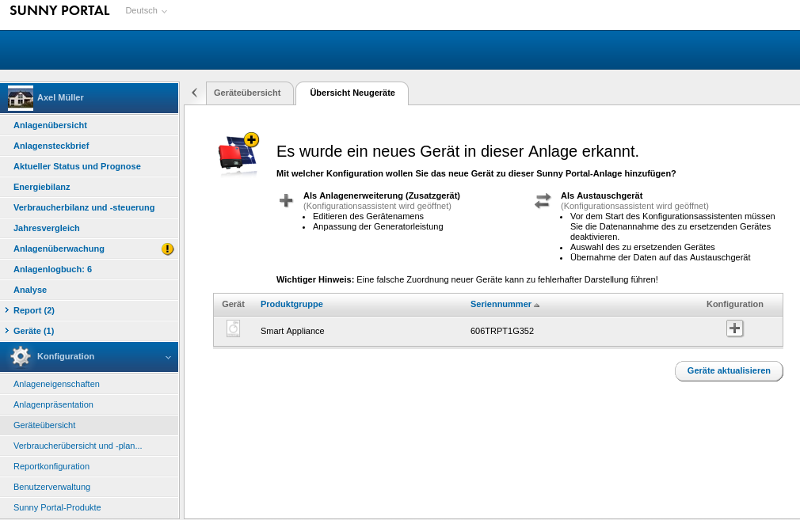 SUNNY PORTAL
Deutsch
Axel Müller
Anlagenübersicht
Anlagensteckbrief
Aktueller Status und Prognose
Energiebilanz
Verbraucherbilanz und -steuerung
Jahresvergleich
Anlagenüberwachung
Anlagenlogbuch: 6
Analyse
Report (2)
Geräte (1)
Konfiguration
Anlageneigenschaften
Anlagenpräsentation
Geräteübersicht
Verbraucherübersicht und -plan...
Reportkonfiguration
Benutzerverwaltung
Sunny Portal-Produkte
Geräteübersicht
Übersicht Neugeräte
Es wurde ein neues Gerät in dieser Anlage erkannt.
Mit welcher Konfiguration wollen Sie das neue Gerät zu dieser Sunny Portal-Anlage hinzufügen?
Als Anlagenerweiterung (Zusatzgerät)
(Konfigurationsassistent wird geöffnet)
Editieren des Gerätenamens
Anpassung der Generatorleistung
Als Austauschgerät
(Konfigurationsassistent wird geöffnet)
Vor dem Start des Konfigurationsassistenten müssen
Sie die Datenannahme des zu ersetzenden Gerätes
deaktivieren.
Auswahl des zu ersetzenden Gerätes
Übernahme der Daten auf das Austauschgerät
Wichtiger Hinweis: Eine falsche Zuordnung neuer Geräte kann zu fehlerhafter Darstellung führen!
Gerät Produktgruppe Seriennummer Konfiguration
Smart Appliance 606TRPT1G352
Geräte aktualisieren